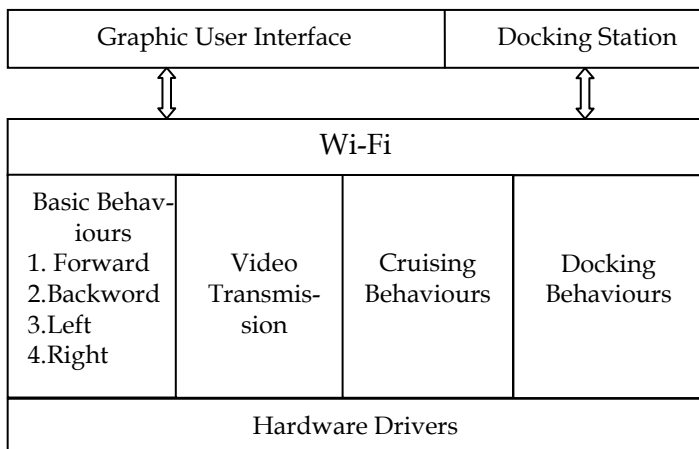 Graphic User Interface
Docking Station
Wi-Fi
Basic Behav-
iours
1. Forward
2.Backword
3.Left
4.Right
Video
Transmis-
sion
Cruising
Behaviours
Docking
Behaviours
Hardware Drivers